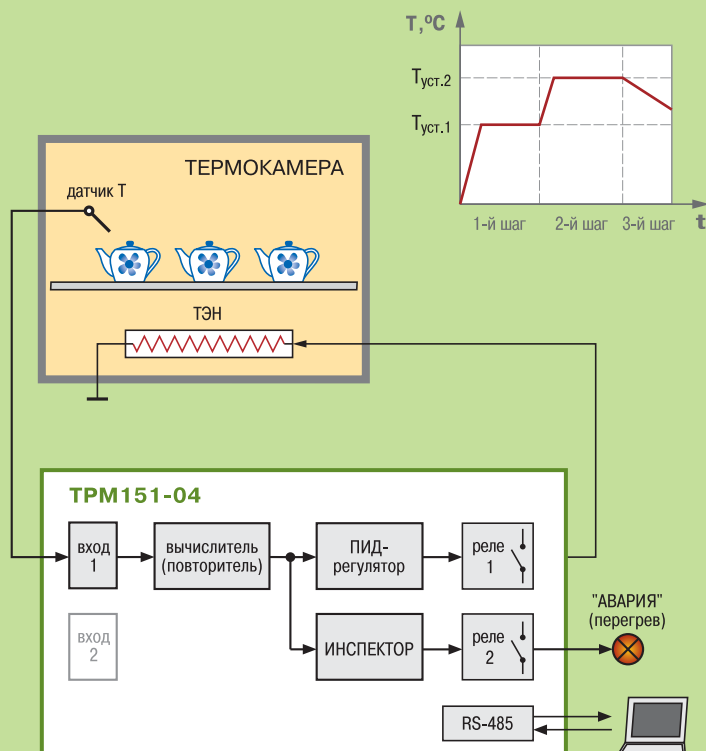 T,°C
Tуст.2
Tуст.1
1-й шаг 2-й шаг 3-й шаг t
ТЕРМОКАМЕРА
датчик Т
ТЭН
ТРМ151-04
вход
1
вычислитель
(повторитель)
ПИД-
регулятор
реле
1
"АВАРИЯ"
(перегрев)
вход
2
ИНСПЕКТОР
реле
2
RS-485